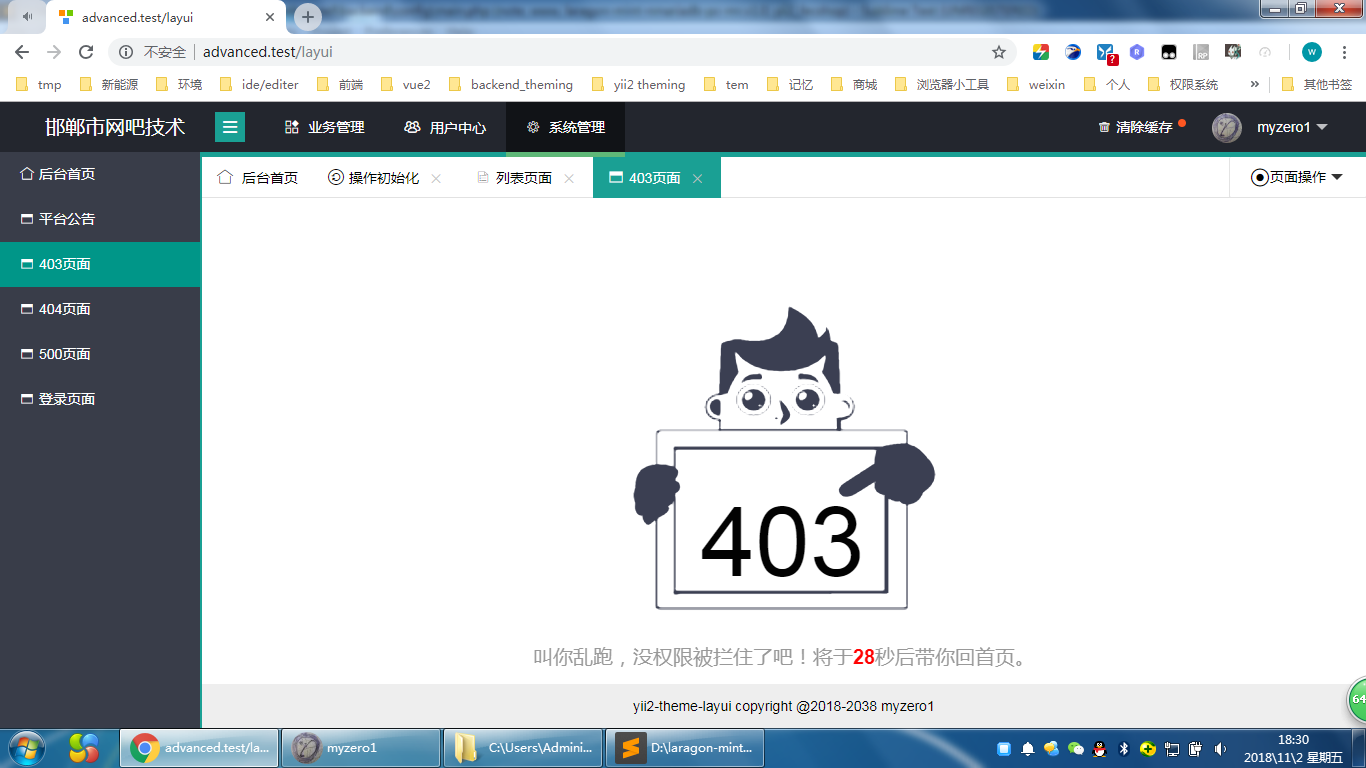 advanced.test/layui
不安全 advanced.test/layui
tmp 新能源 环境 ide/editer 前端 vue2 backend_theming yii2 theming tem 记忆 商城 浏览器小工具 weixin 个人 权限系统 » 其他书签
邯郸市网吧技术 业务管理 用户中心 系统管理 清除缓存 myzero1
后台首页 操作初始化 列表页面 403页面 页面操作
后台首页
平台公告
403页面
404页面
500页面
登录页面
403
叫你乱跑，没权限被拦住了吧！将于28秒后带你回首页。
yii2-theme-layui copyright @2018-2038 myzero1
64
advanced.test/la... myzero1 C:\Users\Admini... D:\laragon-mint...
18:30
2018\11\2 星期五